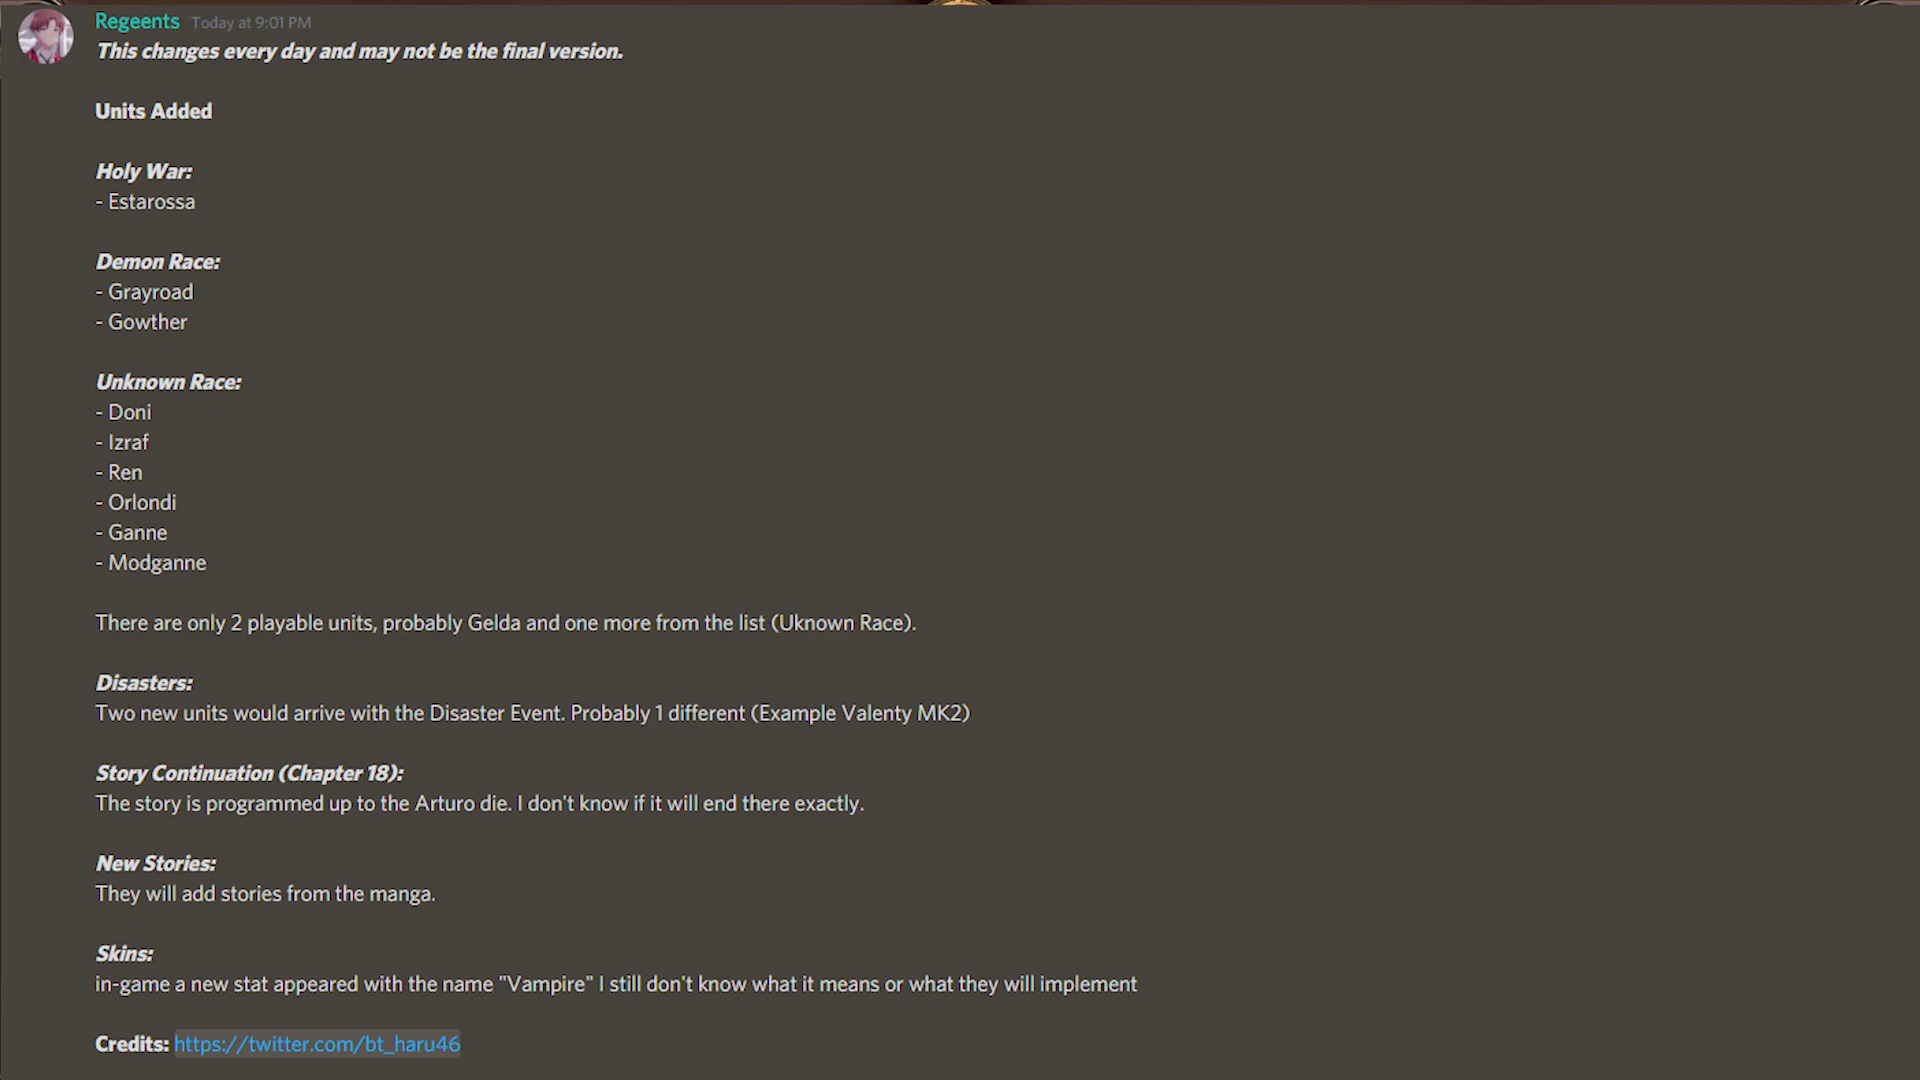 Regeents Today at 9:01 PM
This changes every day and may not be the final version.
Units Added
Holy War:
- Estarossa
Demon Race:
- Grayroad
- Gowther
Unknown Race:
- Doni
- Izraf
- Ren
- Orlondi
- Ganne
- Modganne
There are only 2 playable units, probably Gelda and one more from the list (Uknown Race).
Disasters:
Two new units would arrive with the Disaster Event. Probably 1 different (Example Valenty MK2)
Story Continuation (Chapter 18):
The story is programmed up to the Arturo die. I don't know if it will end there exactly.
New Stories:
They will add stories from the manga.
Skins:
in-game a new stat appeared with the name "Vampire" I still don't know what it means or what they will implement
Credits: https://twitter.com/bt_haru46